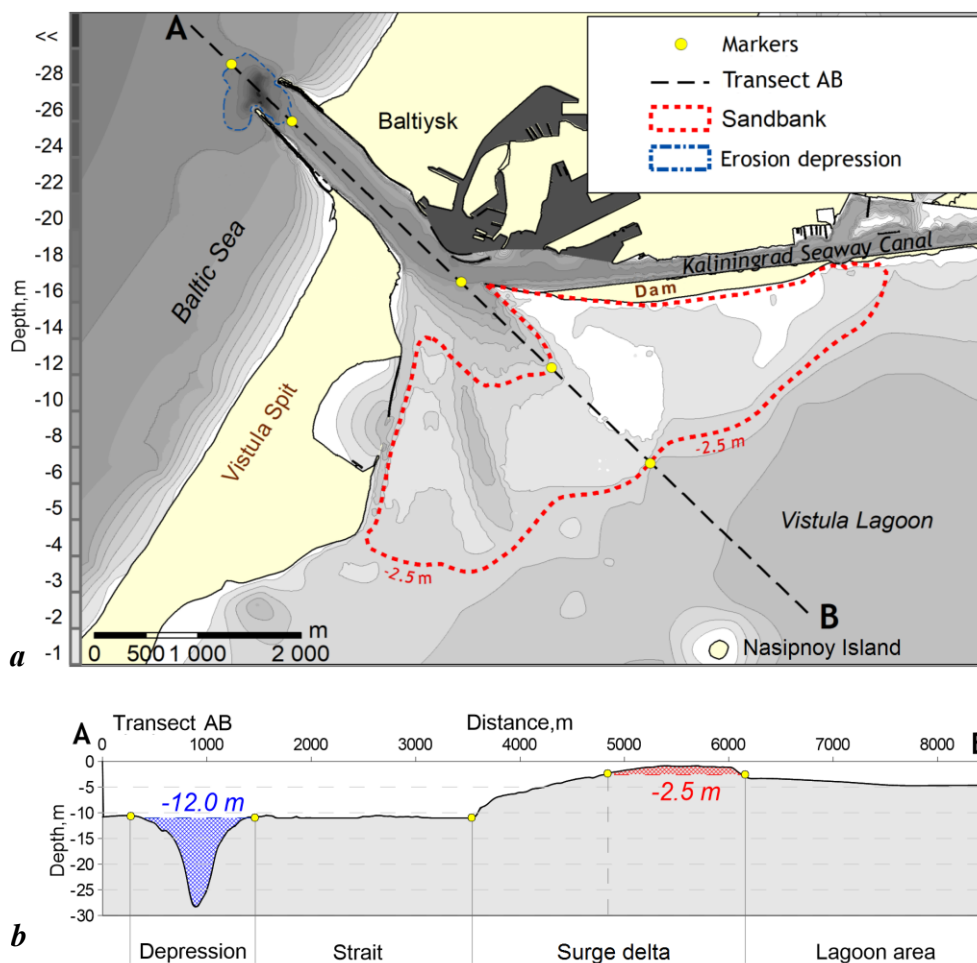 A
<<
-28
-26
-24
-22
-20
-18
-16
-14
-12
-10
-8
-6
-5
-4
-3
-2
-1
Depth,m
Markers
Transect AB
Sandbank
Erosion depression
Baltiysk
Baltic Sea
Kaliningrad Seaway Canal
Dam
Vistula Spit
-2.5 m
-2.5 m
Vistula Lagoon
B
Nasipnoy Island
m
0 500 1 000 2 000
a
A Transect AB Distance,m
0 1000 2000 3000 4000 5000 6000 7000 8000
0
-5
-10
-15
-20
-25
-30
Depth,m
-12.0 m
-2.5 m
b
Depression Strait Surge delta Lagoon area